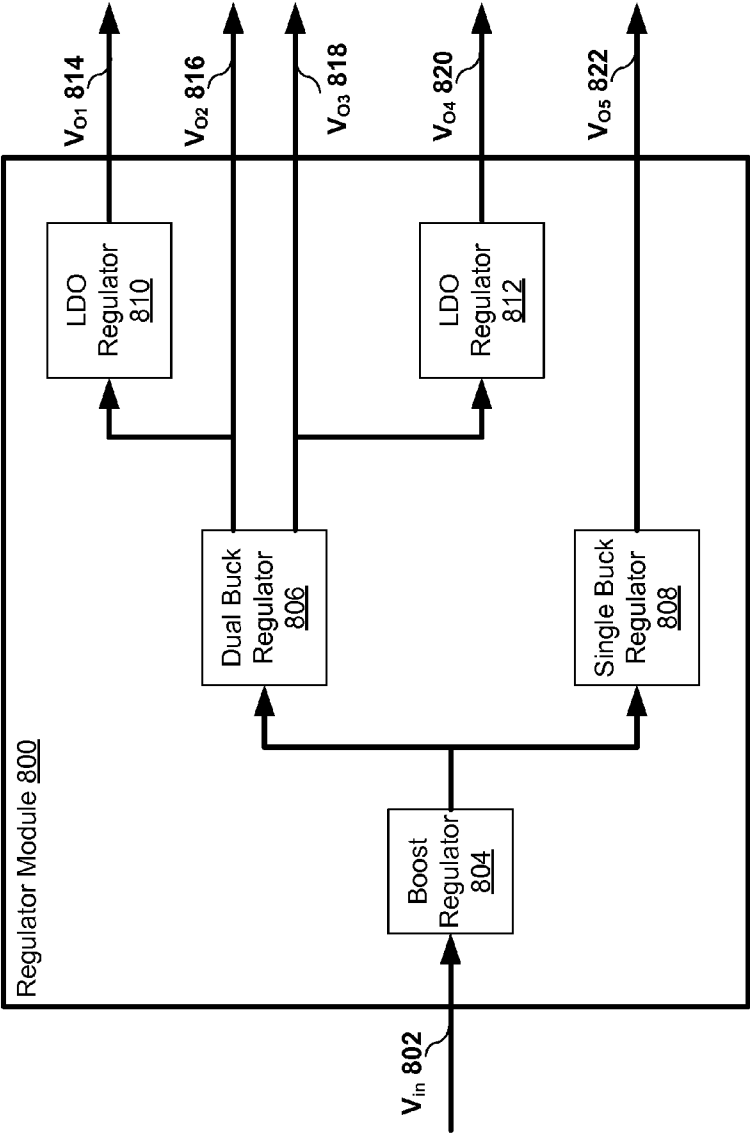 Regulator Module 800
V_in 802
Boost
Regulator
804
Dual Buck
Regulator
806
Single Buck
Regulator
808
LDO
Regulator
810
LDO
Regulator
812
V_O1 814
V_O2 816
V_O3 818
V_O4 820
V_O5 822